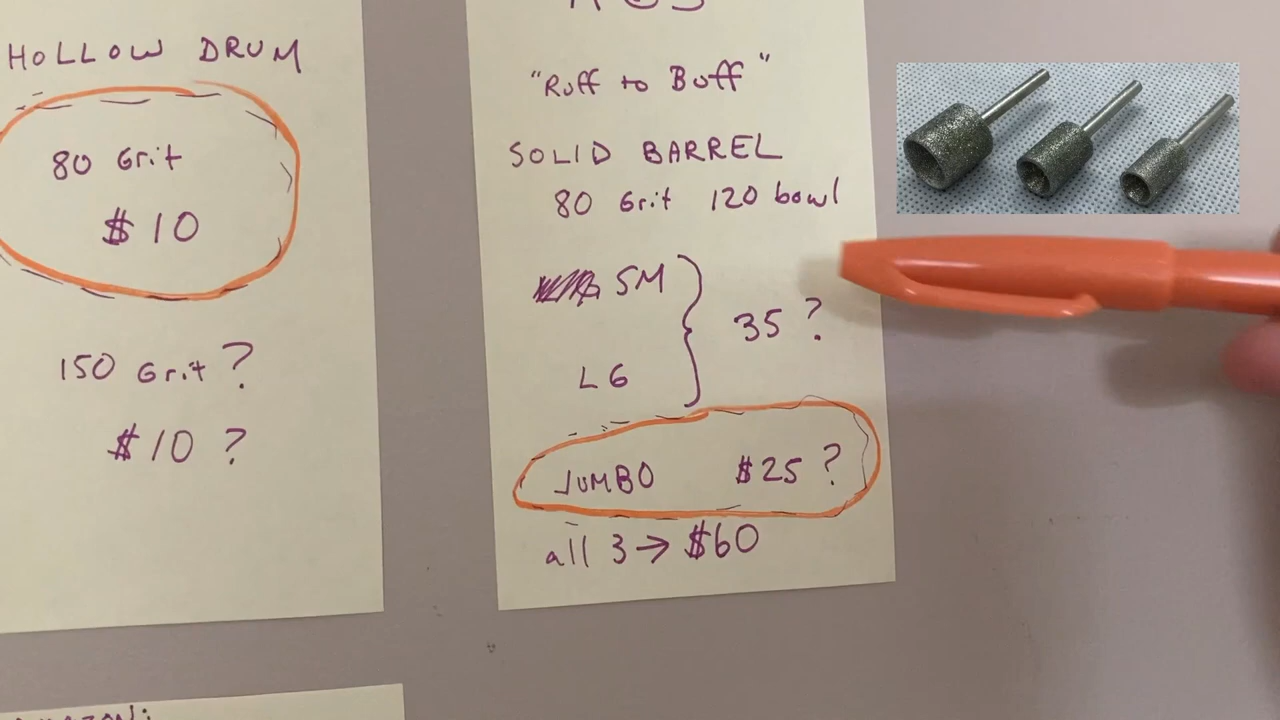 HOLLOW DRUM
80 Grit
$10
150 Grit?
$10?
"Ruff to Buff"
SOLID BARREL
80 Grit 120 bowl
SM
35?
LG
JUMBO $25?
all 3→ $60